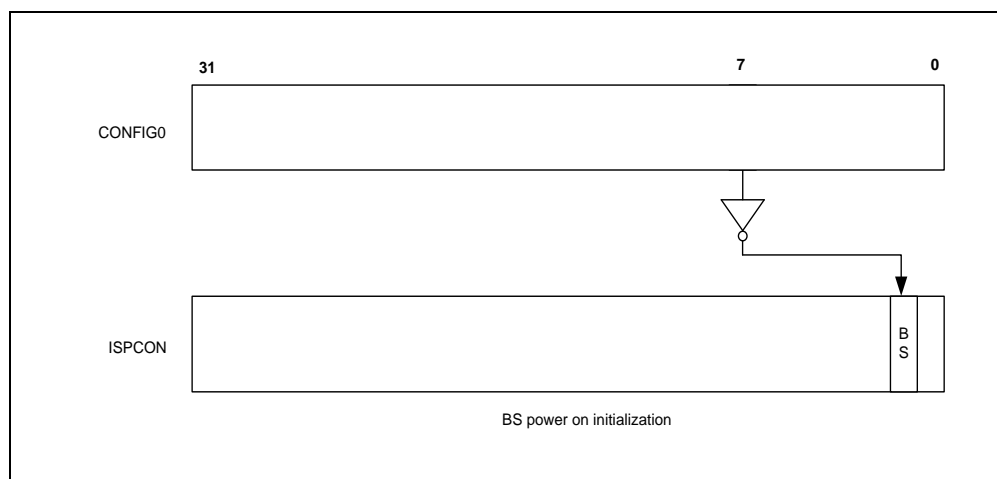 31 7 0
CONFIG0
ISPCON
B
S
BS power on initialization